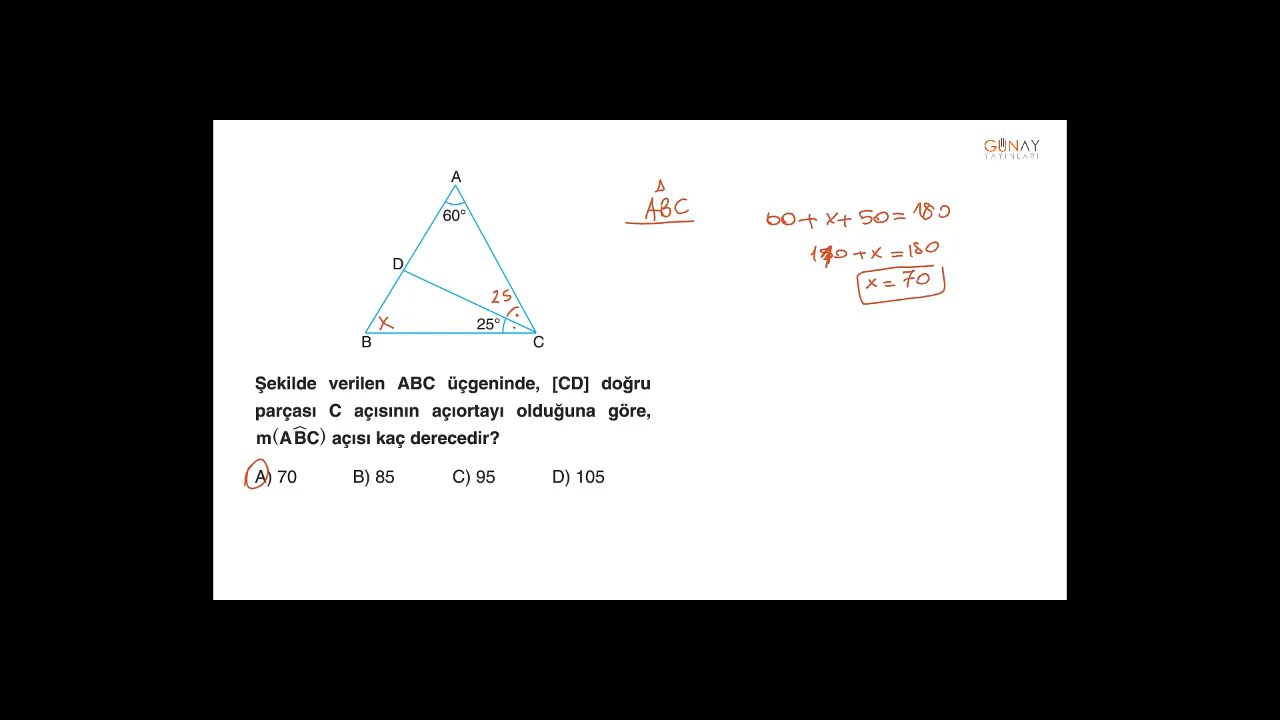 GÜNAY
YAYINLARI
A
60°
D
25
x
25°
B
C
ABC
60 + x + 50 = 180
110 + x = 180
x = 70
Şekilde verilen ABC üçgeninde, [CD] doğru
parçası C açısının açıortayı olduğuna göre,
m(ABC) açısı kaç derecedir?
A) 70 B) 85 C) 95 D) 105